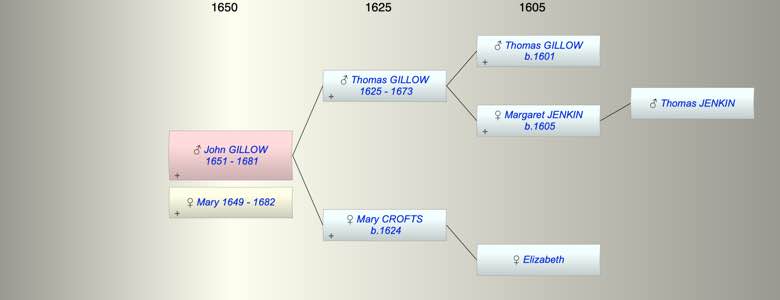 1650 1625 1605
♂ Thomas GILLOW
b.1601
+
♂ Thomas GILLOW
1625 - 1673
+
♂ Thomas JENKIN
♀ Margaret JENKIN
b.1605
+
♂ John GILLOW
1651 - 1681
+
♀ Mary 1649 - 1682
+
♀ Mary CROFTS
b.1624
+
♀ Elizabeth